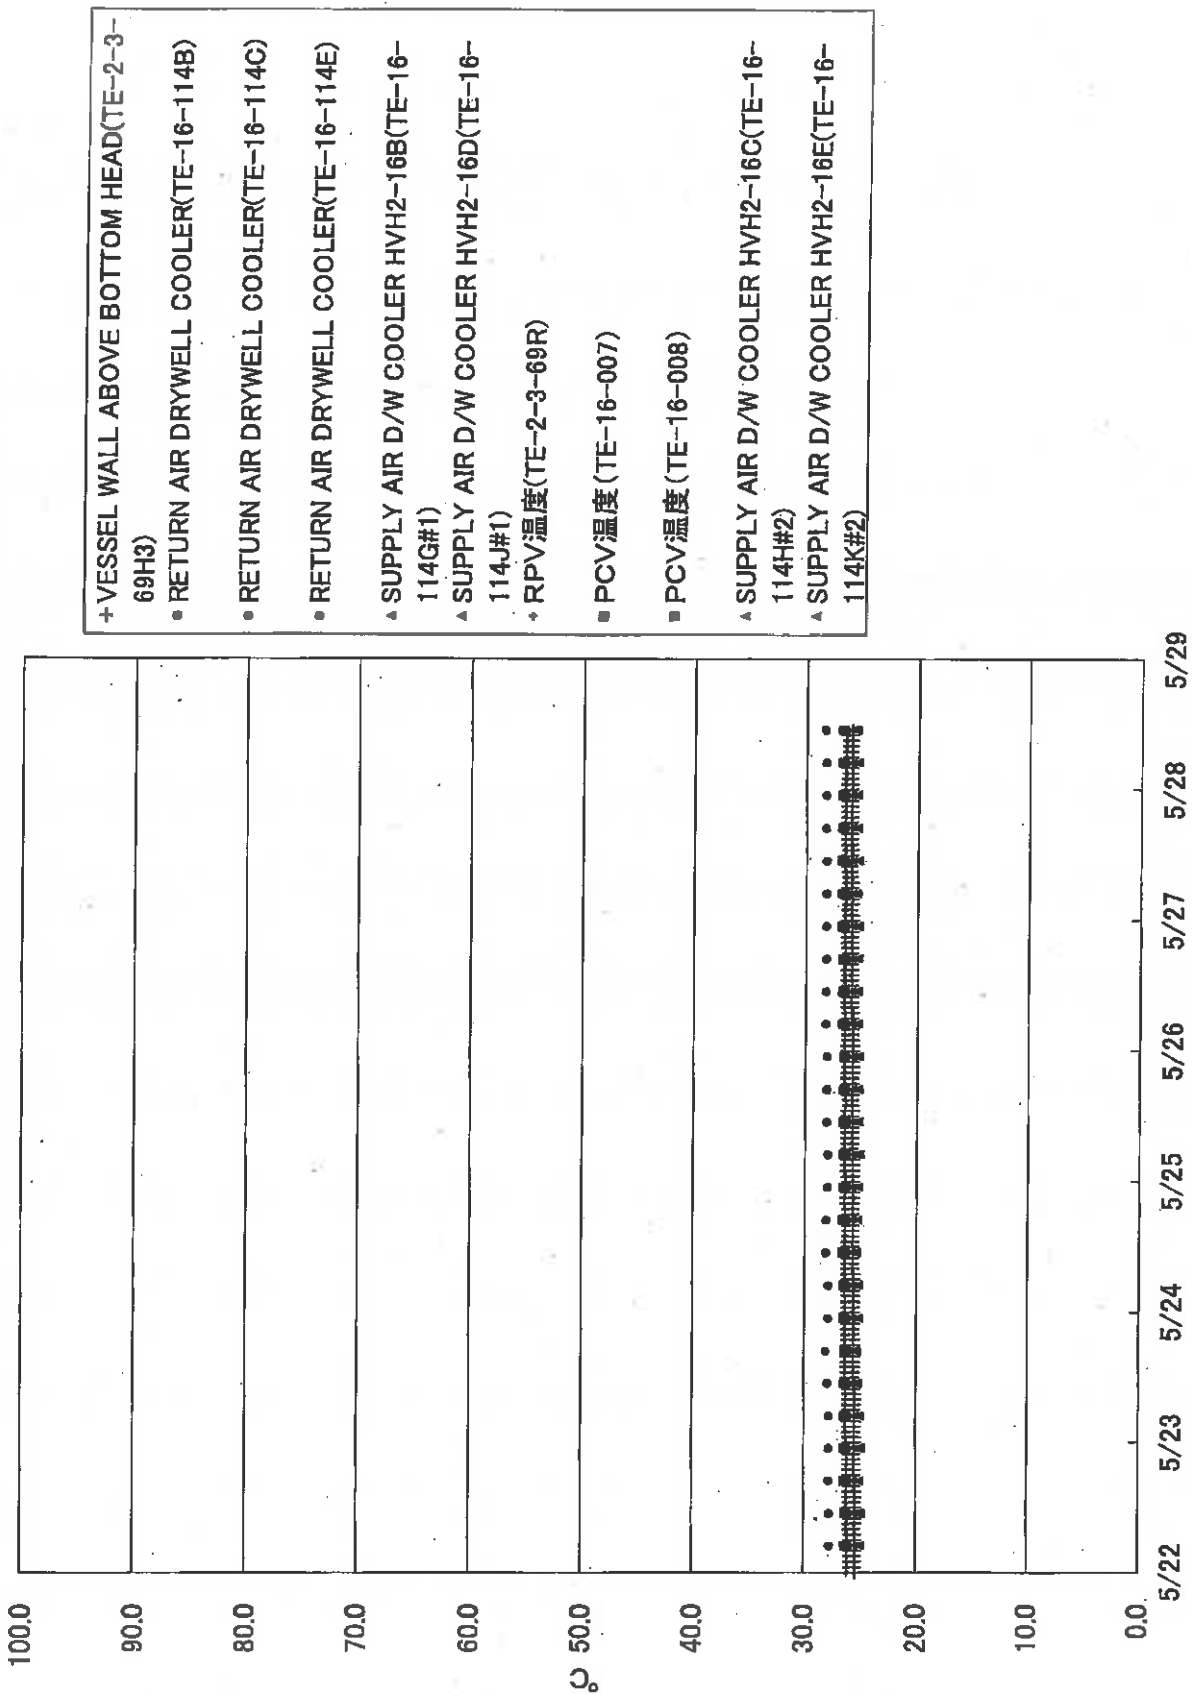 +VESSEL WALL ABOVE BOTTOM HEAD(TE-2-3-
69H3)
●RETURN AIR DRYWELL COOLER(TE-16-114B)
●RETURN AIR DRYWELL COOLER(TE-16-114C)
●RETURN AIR DRYWELL COOLER(TE-16-114E)
▲SUPPLY AIR D/W COOLER HVH2-16B(TE-16-
114G#1)
▲SUPPLY AIR D/W COOLER HVH2-16D(TE-16-
114J#1)
+RPV温度(TE-2-3-69R)
■PCV温度(TE-16-007)
■PCV温度(TE-16-008)
▲SUPPLY AIR D/W COOLER HVH2-16C(TE-16-
114H#2)
▲SUPPLY AIR D/W COOLER HVH2-16E(TE-16-
114K#2)
100.0
90.0
80.0
70.0
60.0
50.0
40.0
30.0
20.0
10.0
0.0
℃
5/22
5/23
5/24
5/25
5/26
5/27
5/28
5/29